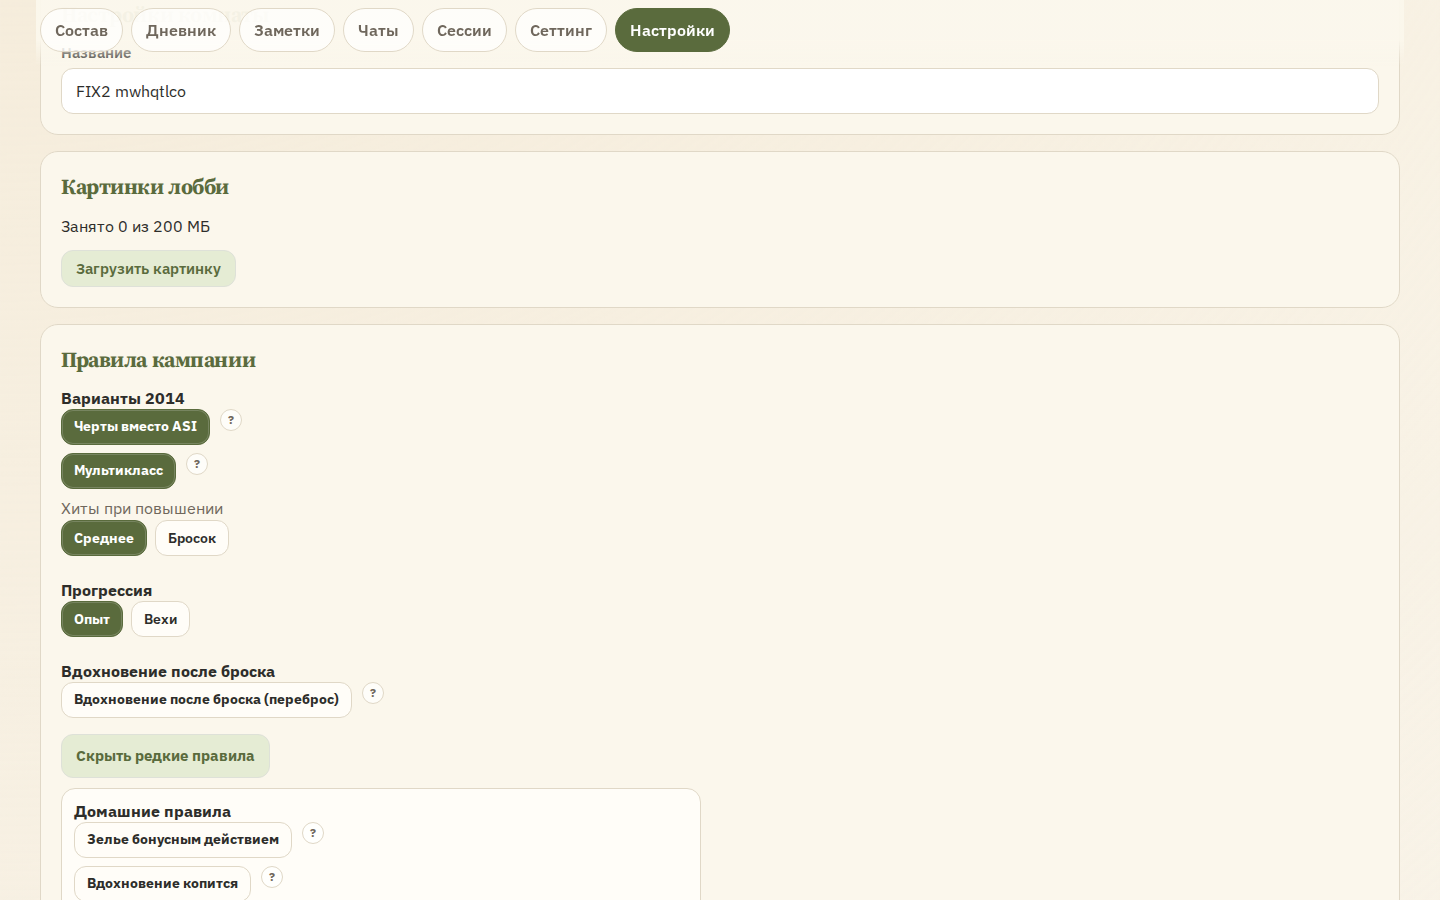 Состав Дневник Заметки Чаты Сессии Сеттинг Настройки
Название
FIX2 mwhqtlco
Картинки лобби
Занято 0 из 200 МБ
Загрузить картинку
Правила кампании
Варианты 2014
Черты вместо ASI ?
Мультикласс ?
Хиты при повышении
Среднее Бросок
Прогрессия
Опыт Вехи
Вдохновение после броска
Вдохновение после броска (переброс) ?
Скрыть редкие правила
Домашние правила
Зелье бонусным действием ?
Вдохновение копится ?